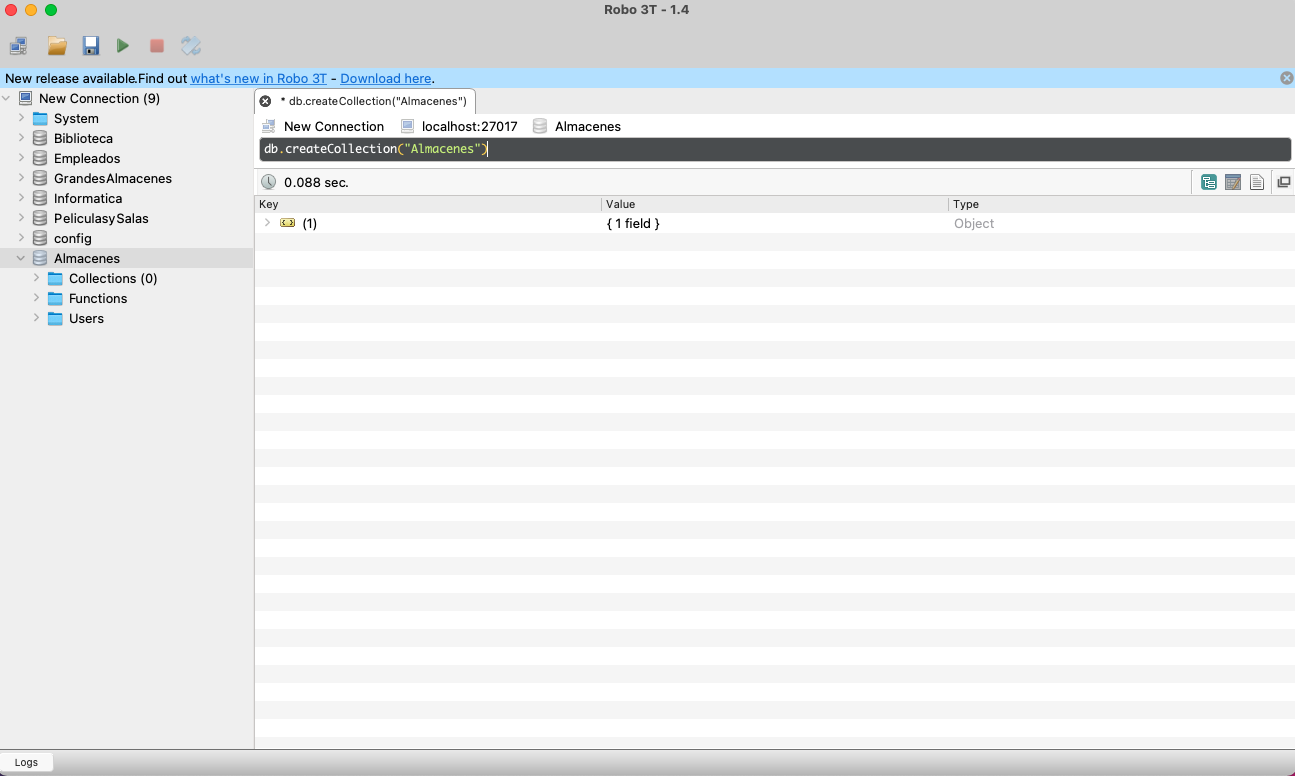 Robo 3T - 1.4
New release available.Find out what's new in Robo 3T - Download here.
New Connection (9)
System
Biblioteca
Empleados
GrandesAlmacenes
Informatica
PeliculasySalas
config
Almacenes
Collections (0)
Functions
Users
* db.createCollection("Almacenes")
New Connection localhost:27017 Almacenes
db.createCollection("Almacenes")
0.088 sec.
Key Value Type
(1) { 1 field } Object
Logs